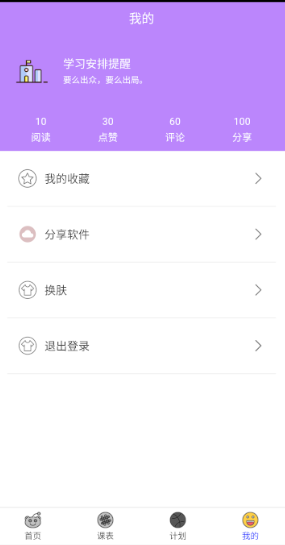 我的
学习安排提醒
要么出众，要么出局。
10 30 60 100
阅读 点赞 评论 分享
我的收藏
分享软件
换肤
退出登录
首页 课表 计划 我的